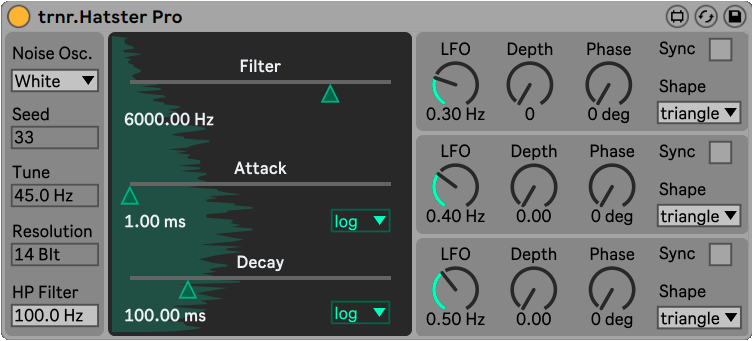 trnr.Hatster Pro
Noise Osc.
White
Seed
33
Tune
45.0 Hz
Resolution
14 BIt
HP Filter
100.0 Hz
Filter
6000.00 Hz
Attack
1.00 ms
log
Decay
100.00 ms
log
LFO Depth Phase Sync
Shape
0.30 Hz 0 0 deg triangle
LFO Depth Phase Sync
Shape
0.40 Hz 0.00 0 deg triangle
LFO Depth Phase Sync
Shape
0.50 Hz 0.00 0 deg triangle